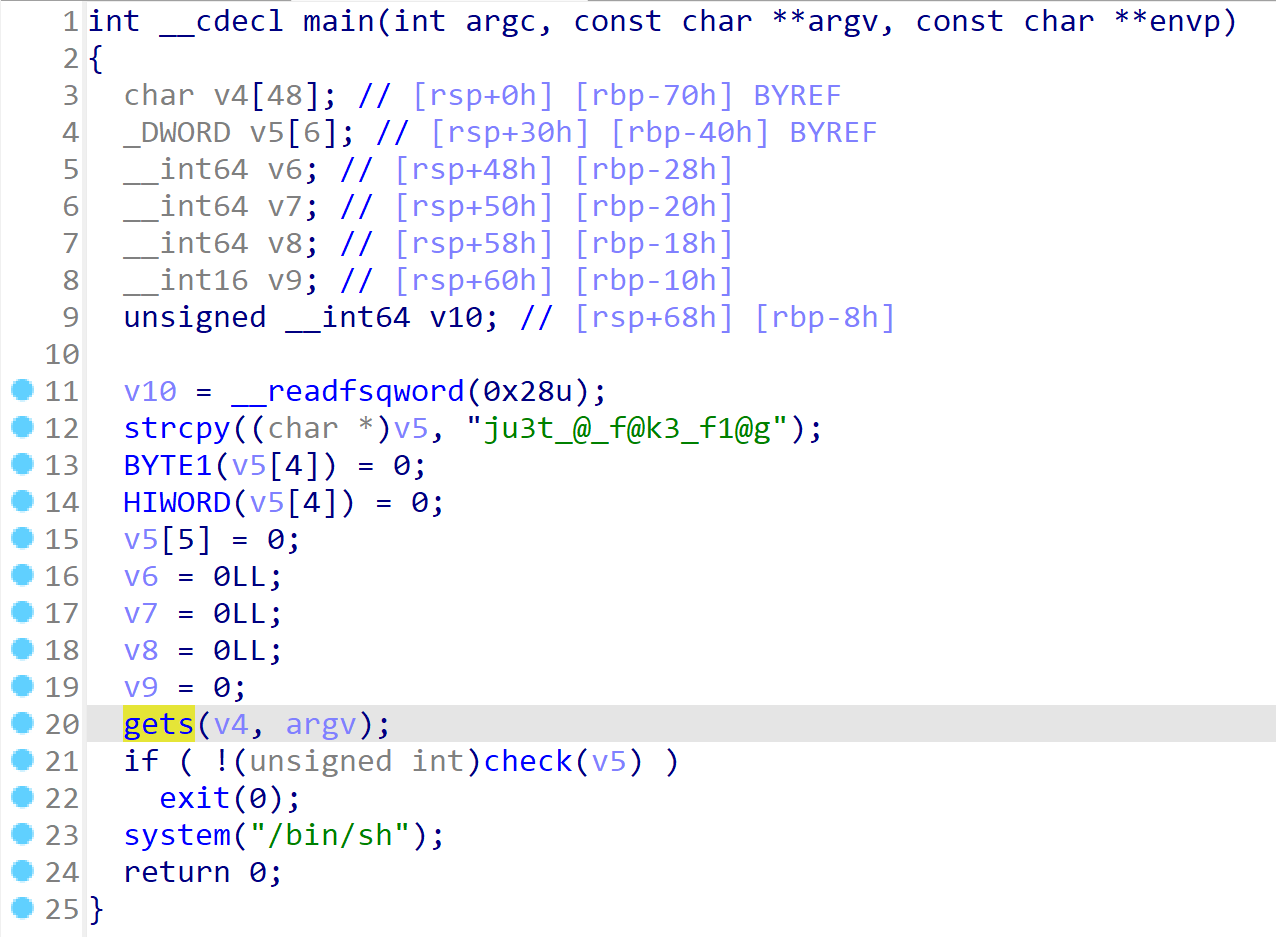 1 int __cdecl main(int argc, const char **argv, const char **envp)
2 {
3 char v4[48]; // [rsp+0h] [rbp-70h] BYREF
4 _DWORD v5[6]; // [rsp+30h] [rbp-40h] BYREF
5 __int64 v6; // [rsp+48h] [rbp-28h]
6 __int64 v7; // [rsp+50h] [rbp-20h]
7 __int64 v8; // [rsp+58h] [rbp-18h]
8 __int16 v9; // [rsp+60h] [rbp-10h]
9 unsigned __int64 v10; // [rsp+68h] [rbp-8h]
10
11 v10 = __readfsqword(0x28u);
12 strcpy((char *)v5, "ju3t_@_f@k3_f1@g");
13 BYTE1(v5[4]) = 0;
14 HIWORD(v5[4]) = 0;
15 v5[5] = 0;
16 v6 = 0LL;
17 v7 = 0LL;
18 v8 = 0LL;
19 v9 = 0;
20 gets(v4, argv);
21 if ( !(unsigned int)check(v5) )
22 exit(0);
23 system("/bin/sh");
24 return 0;
25 }